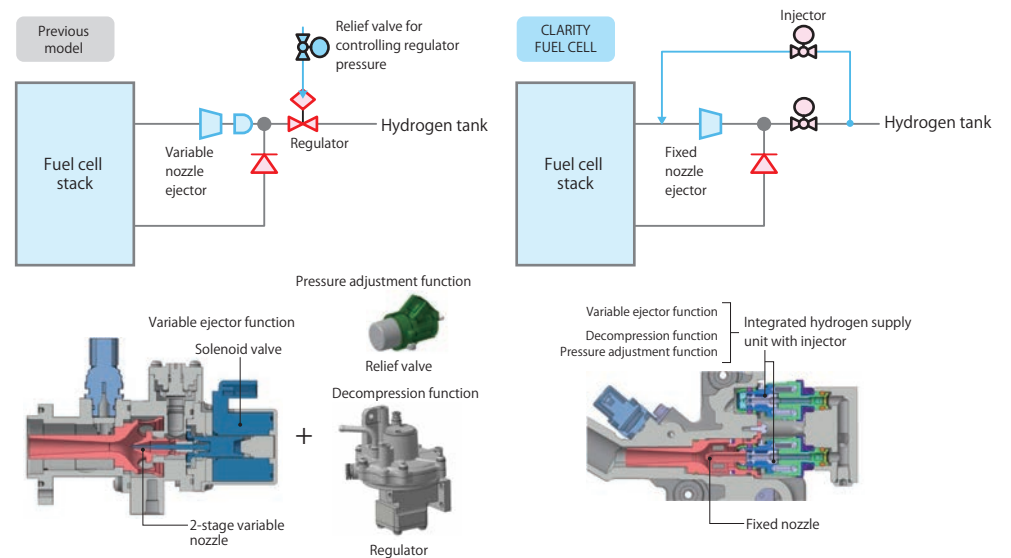 Previous
model
Relief valve for
controlling regulator
pressure
Hydrogen tank
Regulator
Variable
nozzle
ejector
Fuel cell
stack
CLARITY
FUEL CELL
Injector
Hydrogen tank
Fixed
nozzle
ejector
Fuel cell
stack
Pressure adjustment function
Relief valve
Variable ejector function
Solenoid valve
Decompression function
+
2-stage variable
nozzle
Regulator
Variable ejector function
Decompression function
Pressure adjustment function
Integrated hydrogen supply
unit with injector
Fixed nozzle